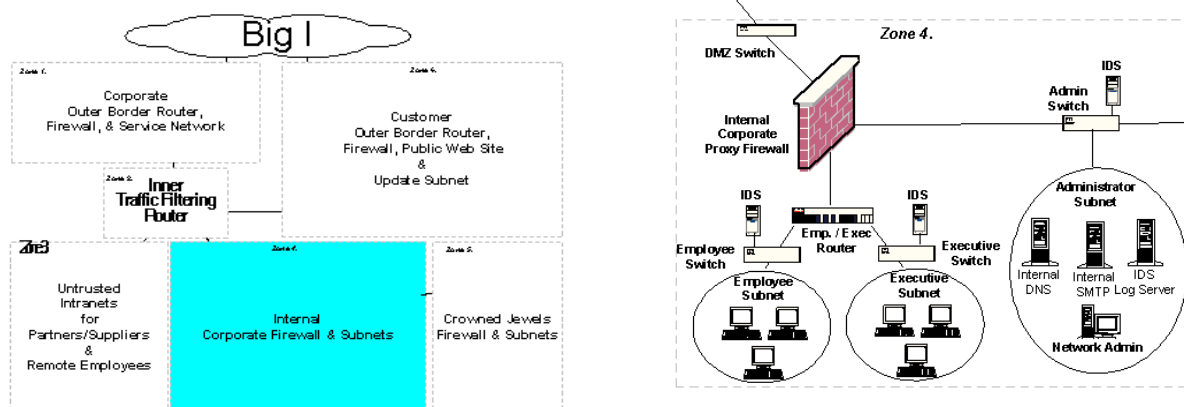 Big I
Zone 1.
Corporate
Outer Border Router,
Firewall, & Service Network
Customer
Outer Border Router,
Firewall, Public Web Site
&
Update Subnet
Zone 2.
Inner
Traffic Filtering
Router
Zone3
Untrusted
Intranets
for
Partners/Suppliers
&
Remote Employees
Internal
Corporate Firewall & Subnets
Zone 5.
Crowned Jewels
Firewall & Subnets
DMZ Switch
Zone 4.
IDS
Admin
Switch
Internal
Corporate
Proxy Firewall
IDS
Emp. / Exec
Router
IDS
Employee
Switch
Executive
Switch
Employee
Subnet
Executive
Subnet
Administrator
Subnet
Internal
DNS
Internal
SMTP
IDS
Log Server
Network Admin